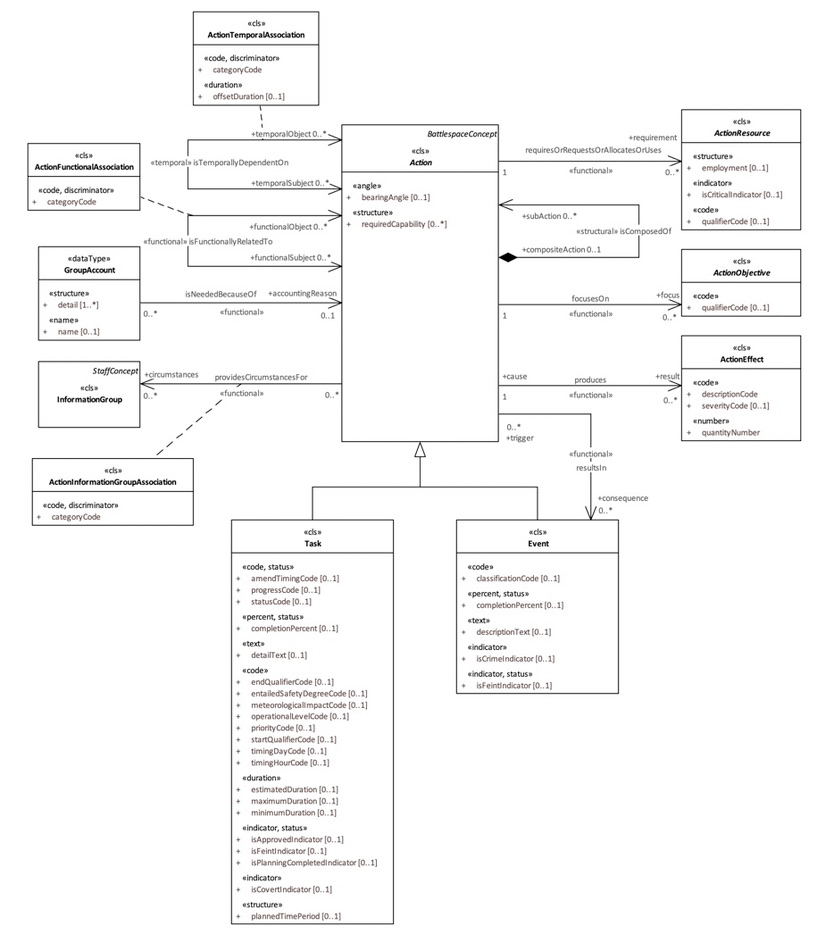 «cls»
ActionTemporalAssociation
«code, discriminator»
+ categoryCode
«duration»
+ offsetDuration [0..1]
«cls»
ActionFunctionalAssociation
«code, discriminator»
+ categoryCode
«dataType»
GroupAccount
«structure»
+ detail [1..*]
«name»
+ name [0..1]
StaffConcept
«cls»
InformationGroup
«cls»
ActionInformationGroupAssociation
«code, discriminator»
+ categoryCode
+temporalObject 0..*
«temporal» isTemporallyDependentOn
+temporalSubject 0..*
+functionalObject 0..*
«functional» isFunctionallyRelatedTo
+functionalSubject 0..*
isNeededBecauseOf +accountingReason
0..* «functional» 0..1
+circumstances providesCircumstancesFor
0..* «functional» 0..*
BattlespaceConcept
«cls»
Action
«angle»
+ bearingAngle [0..1]
«structure»
+ requiredCapability [0..*]
+requirement
requiresOrRequestsOrAllocatesOrUses
1 «functional» 0..*
+subAction 0..*
«structural» isComposedOf
+compositeAction 0..1
focusesOn +focus
1 «functional» 0..*
+cause produces +result
1 «functional» 0..*
0..*
+trigger
«functional»
resultsIn
+consequence
0..*
«cls»
ActionResource
«structure»
+ employment [0..1]
«indicator»
+ isCriticalIndicator [0..1]
«code»
+ qualifierCode [0..1]
«cls»
ActionObjective
«code»
+ qualifierCode [0..1]
«cls»
ActionEffect
«code»
+ descriptionCode
+ severityCode [0..1]
«number»
+ quantityNumber
«cls»
Task
«code, status»
+ amendTimingCode [0..1]
+ progressCode [0..1]
+ statusCode [0..1]
«percent, status»
+ completionPercent [0..1]
«text»
+ detailText [0..1]
«code»
+ endQualifierCode [0..1]
+ entailedSafetyDegreeCode [0..1]
+ meteorologicalImpactCode [0..1]
+ operationalLevelCode [0..1]
+ priorityCode [0..1]
+ startQualifierCode [0..1]
+ timingDayCode [0..1]
+ timingHourCode [0..1]
«duration»
+ estimatedDuration [0..1]
+ maximumDuration [0..1]
+ minimumDuration [0..1]
«indicator, status»
+ isApprovedIndicator [0..1]
+ isFeintIndicator [0..1]
+ isPlanningCompletedIndicator [0..1]
«indicator»
+ isCovertIndicator [0..1]
«structure»
+ plannedTimePeriod [0..1]
«cls»
Event
«code»
+ classificationCode [0..1]
«percent, status»
+ completionPercent [0..1]
«text»
+ descriptionText [0..1]
«indicator»
+ isCrimeIndicator [0..1]
«indicator, status»
+ isFeintIndicator [0..1]